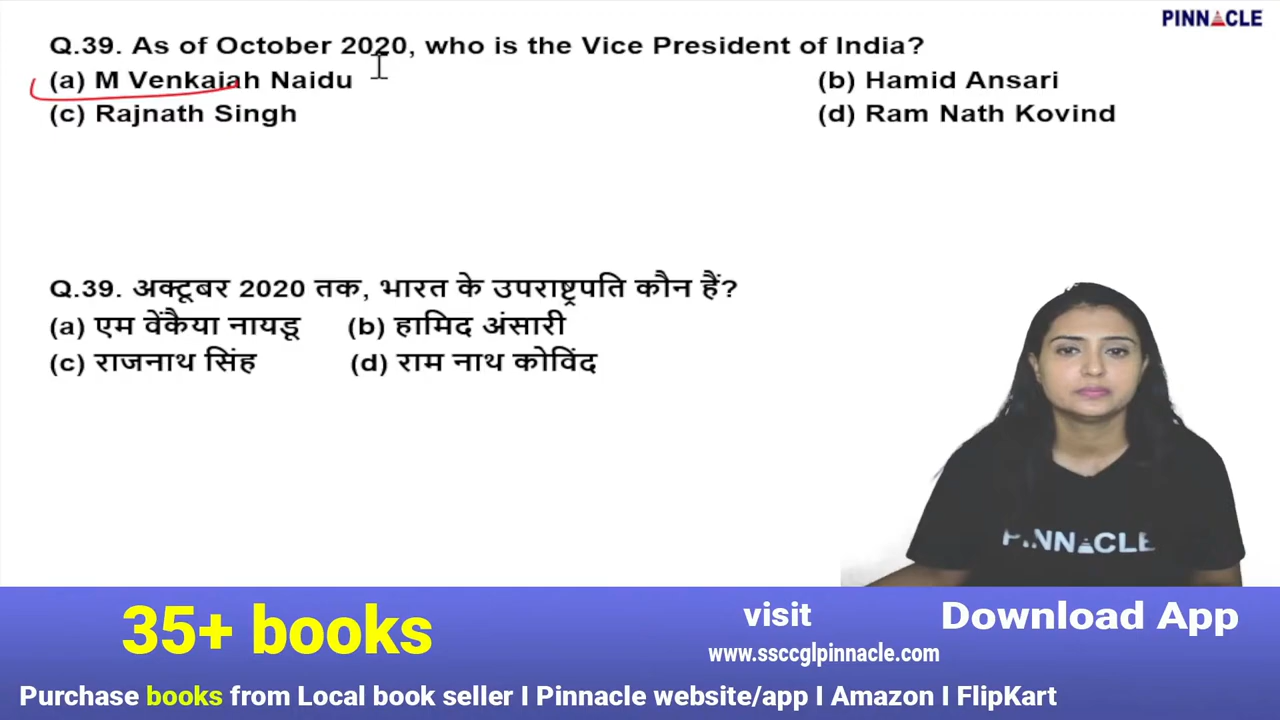 PINNACLE
Q.39. As of October 2020, who is the Vice President of India?
(a) M Venkaiah Naidu (b) Hamid Ansari
(c) Rajnath Singh (d) Ram Nath Kovind
Q.39. अक्टूबर 2020 तक, भारत के उपराष्ट्रपति कौन हैं?
(a) एम वेंकैया नायडू (b) हामिद अंसारी
(c) राजनाथ सिंह (d) राम नाथ कोविंद
PINNACLE
35+ books
visit
www.ssccglpinnacle.com
Download App
Purchase books from Local book seller I Pinnacle website/app I Amazon I FlipKart